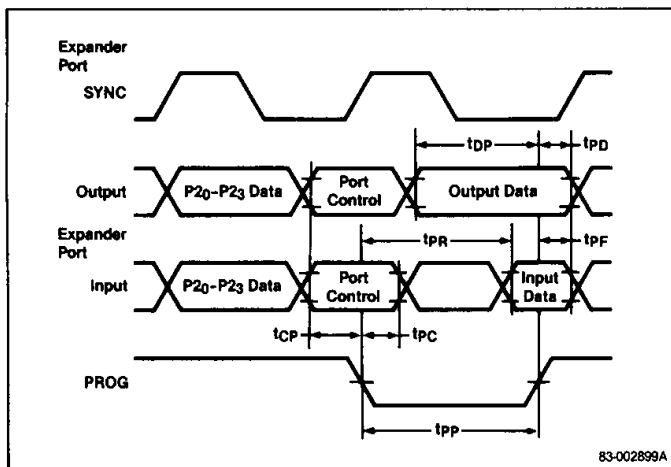 Expander
Port
SYNC
tDP
tPD
Output
P20-P23 Data
Port
Control
Output Data
Expander
Port
tPR
tPF
Input
P20-P23 Data
Port
Control
Input
Data
tCP
tPC
PROG
tPP
83-002899A